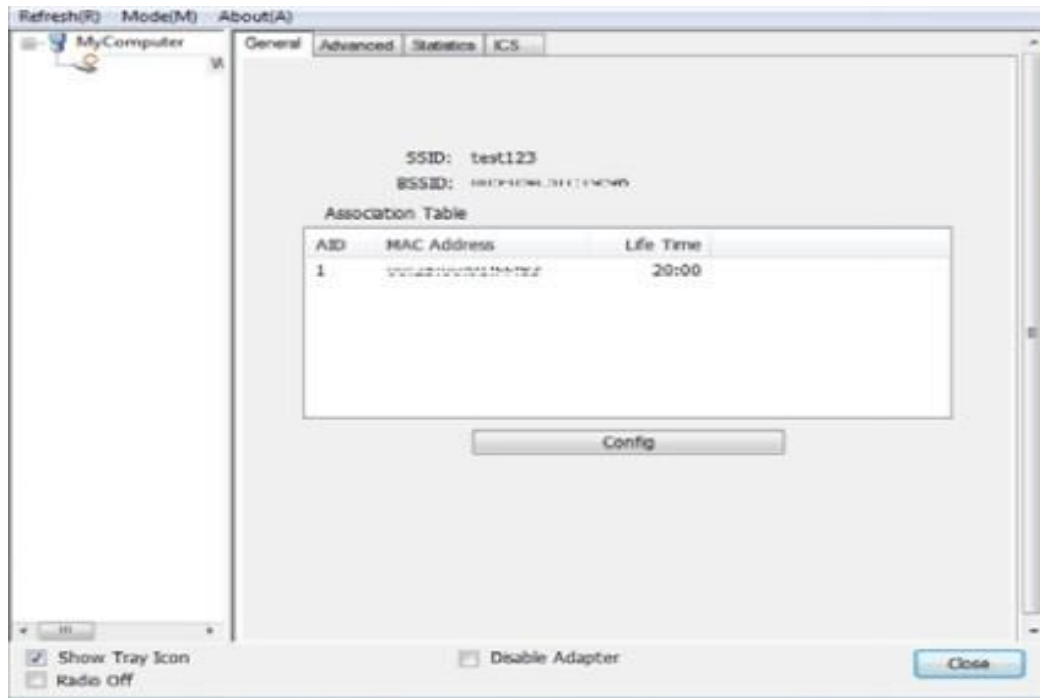 Refresh(R) Mode(M) About(A)
MyComputer
General Advanced Statistics ICS
SSID: test123
BSSID:
Association Table
AID MAC Address Life Time
1 20:00
Config
Show Tray Icon
Disable Adapter
Radio Off
Close